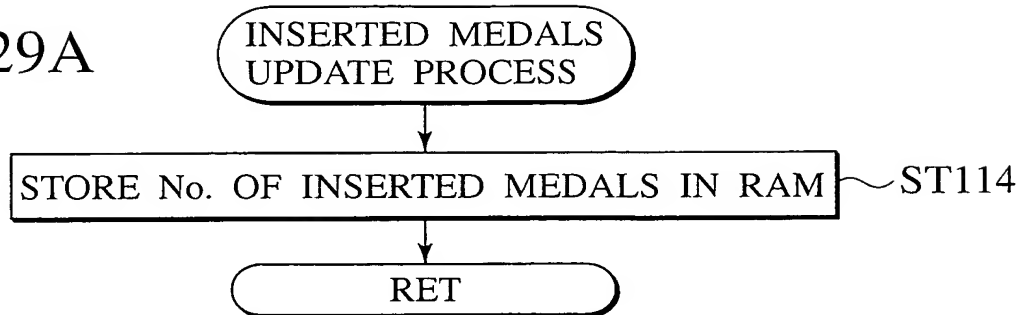 29A
INSERTED MEDALS
UPDATE PROCESS
STORE No. OF INSERTED MEDALS IN RAM
ST114
RET